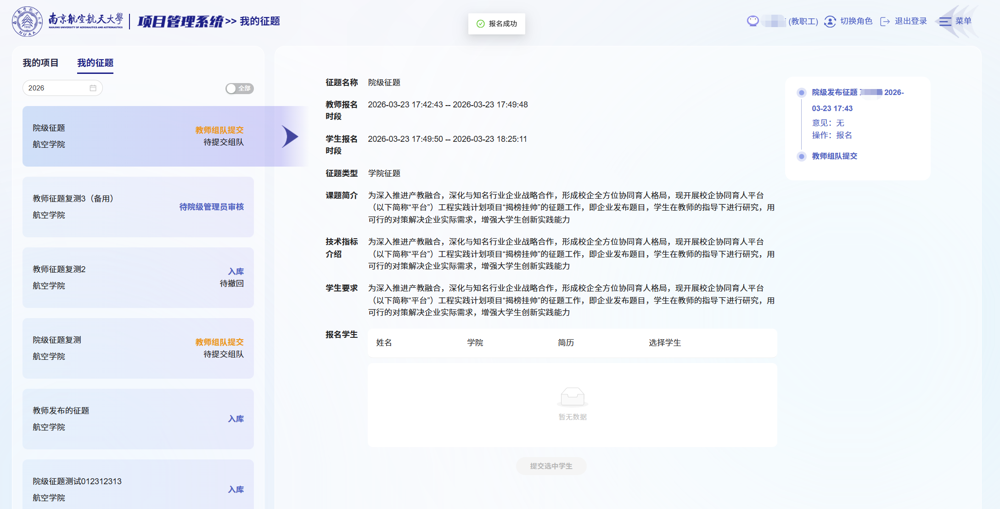 南京航空航天大學
NANJING UNIVERSITY OF AERONAUTICS AND ASTRONAUTICS
1952
NUAA
项目管理系统>> 我的征题
报名成功
(教职工)
切换角色
退出登录
菜单
我的项目
我的征题
2026
全部
院级征题
航空学院
教师组队提交
待提交组队
教师征题复测3（备用）
航空学院
待院级管理员审核
教师征题复测2
航空学院
入库
待撤回
院级征题复测
航空学院
教师组队提交
待提交组队
教师发布的征题
航空学院
入库
院级征题测试012312313
航空学院
入库
征题名称 院级征题
教师报名 2026-03-23 17:42:43 -- 2026-03-23 17:49:48
时段
学生报名 2026-03-23 17:49:50 -- 2026-03-23 18:25:11
时段
征题类型 学院征题
课题简介 为深入推进产教融合，深化与知名行业企业战略合作，形成校企全方位协同育人格局，现开展校企协同育人平台
（以下简称“平台”）工程实践计划项目“揭榜挂帅”的征题工作，即企业发布题目，学生在教师的指导下进行研究，用
可行的对策解决企业实际需求，增强大学生创新实践能力
技术指标 为深入推进产教融合，深化与知名行业企业战略合作，形成校企全方位协同育人格局，现开展校企协同育人平台
介绍 （以下简称“平台”）工程实践计划项目“揭榜挂帅”的征题工作，即企业发布题目，学生在教师的指导下进行研究，用
可行的对策解决企业实际需求，增强大学生创新实践能力
学生要求 为深入推进产教融合，深化与知名行业企业战略合作，形成校企全方位协同育人格局，现开展校企协同育人平台
（以下简称“平台”）工程实践计划项目“揭榜挂帅”的征题工作，即企业发布题目，学生在教师的指导下进行研究，用
可行的对策解决企业实际需求，增强大学生创新实践能力
报名学生
姓名 学院 简历 选择学生
暂无数据
提交选中学生
院级发布征题 2026-
03-23 17:43
意见：无
操作：报名
教师组队提交